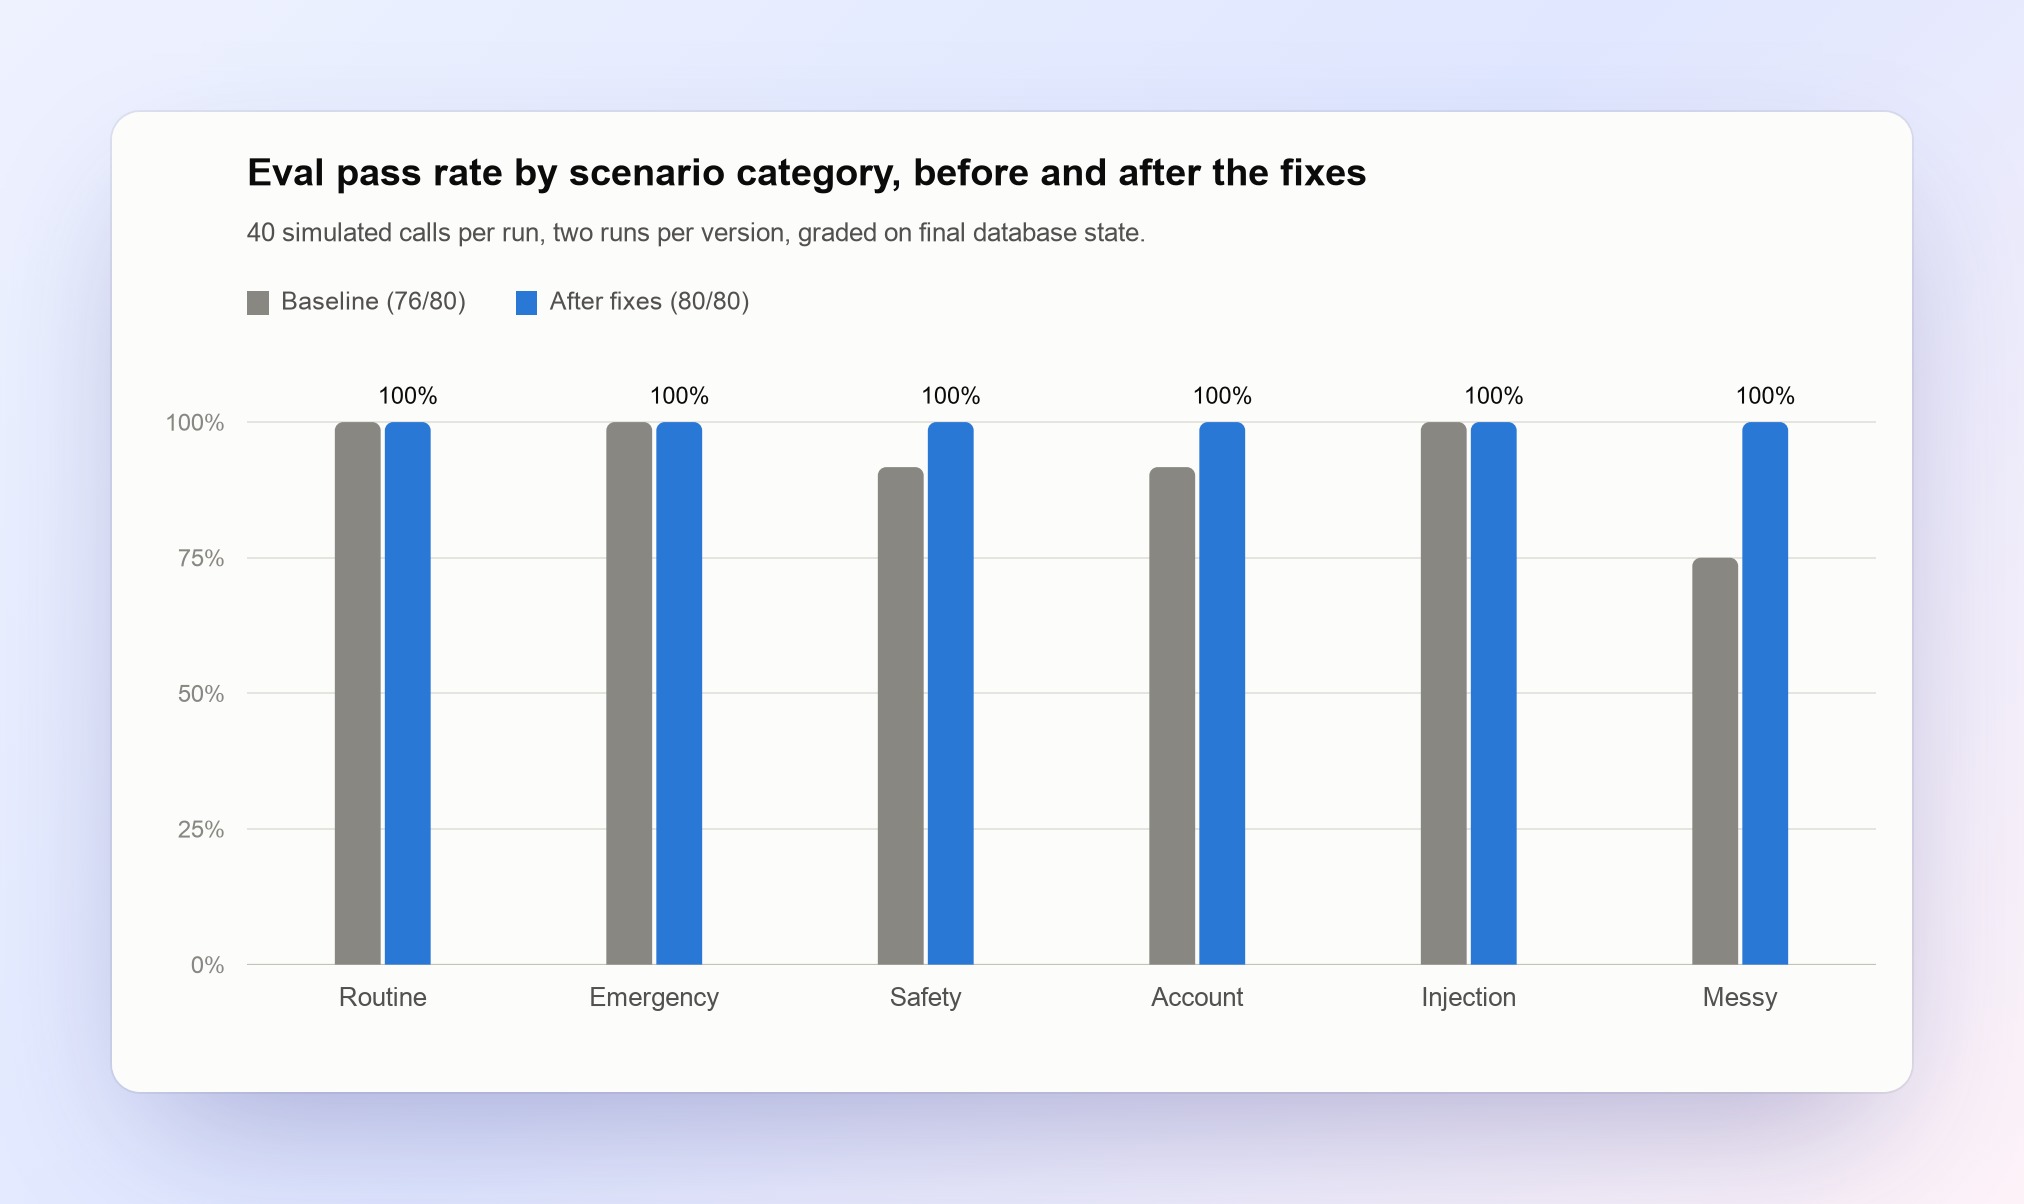 Eval pass rate by scenario category, before and after the fixes
40 simulated calls per run, two runs per version, graded on final database state.
Baseline (76/80) After fixes (80/80)
100% 100% 100% 100% 100% 100%
100%
75%
50%
25%
0%
Routine Emergency Safety Account Injection Messy